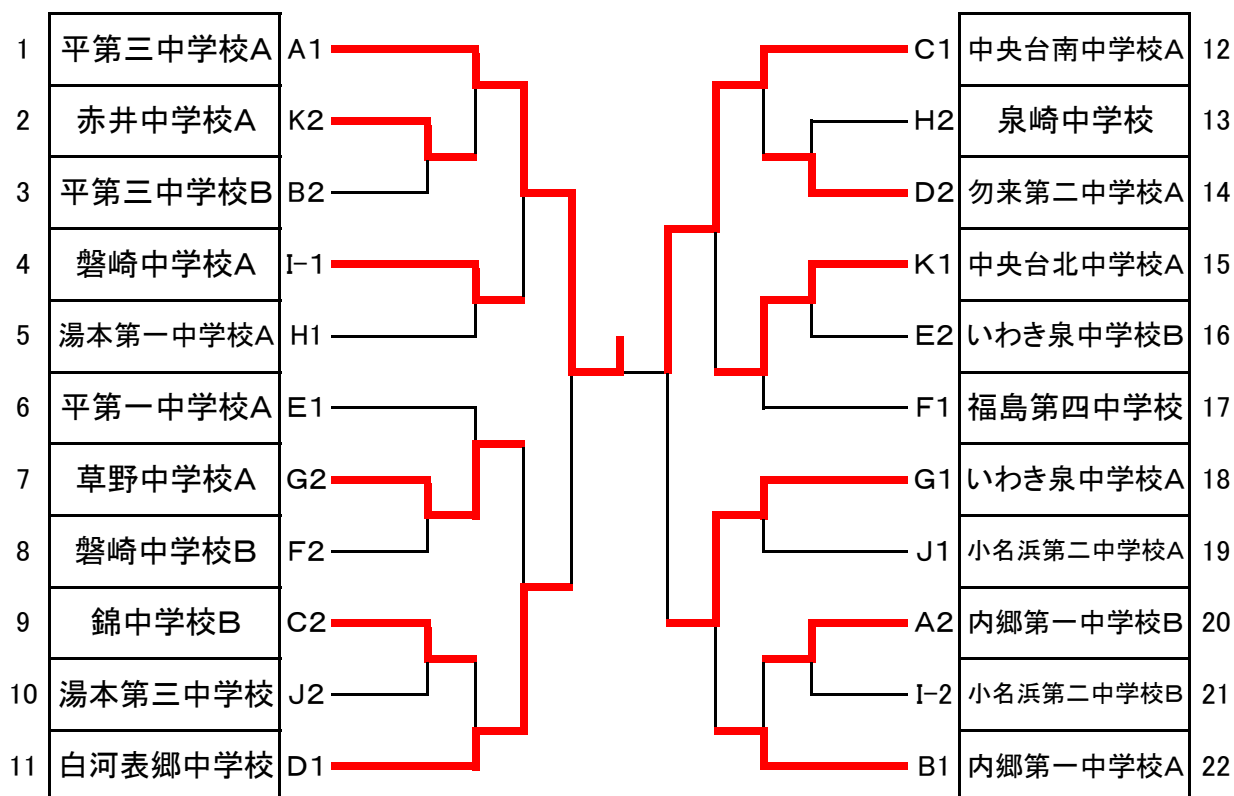 1 平第三中学校A A1
2 赤井中学校A K2
3 平第三中学校B B2
4 磐崎中学校A I-1
5 湯本第一中学校A H1
6 平第一中学校A E1
7 草野中学校A G2
8 磐崎中学校B F2
9 錦中学校B C2
10 湯本第三中学校 J2
11 白河表郷中学校 D1
C1 中央台南中学校A 12
H2 泉崎中学校 13
D2 勿来第二中学校A 14
K1 中央台北中学校A 15
E2 いわき泉中学校B 16
F1 福島第四中学校 17
G1 いわき泉中学校A 18
J1 小名浜第二中学校A 19
A2 内郷第一中学校B 20
I-2 小名浜第二中学校B 21
B1 内郷第一中学校A 22